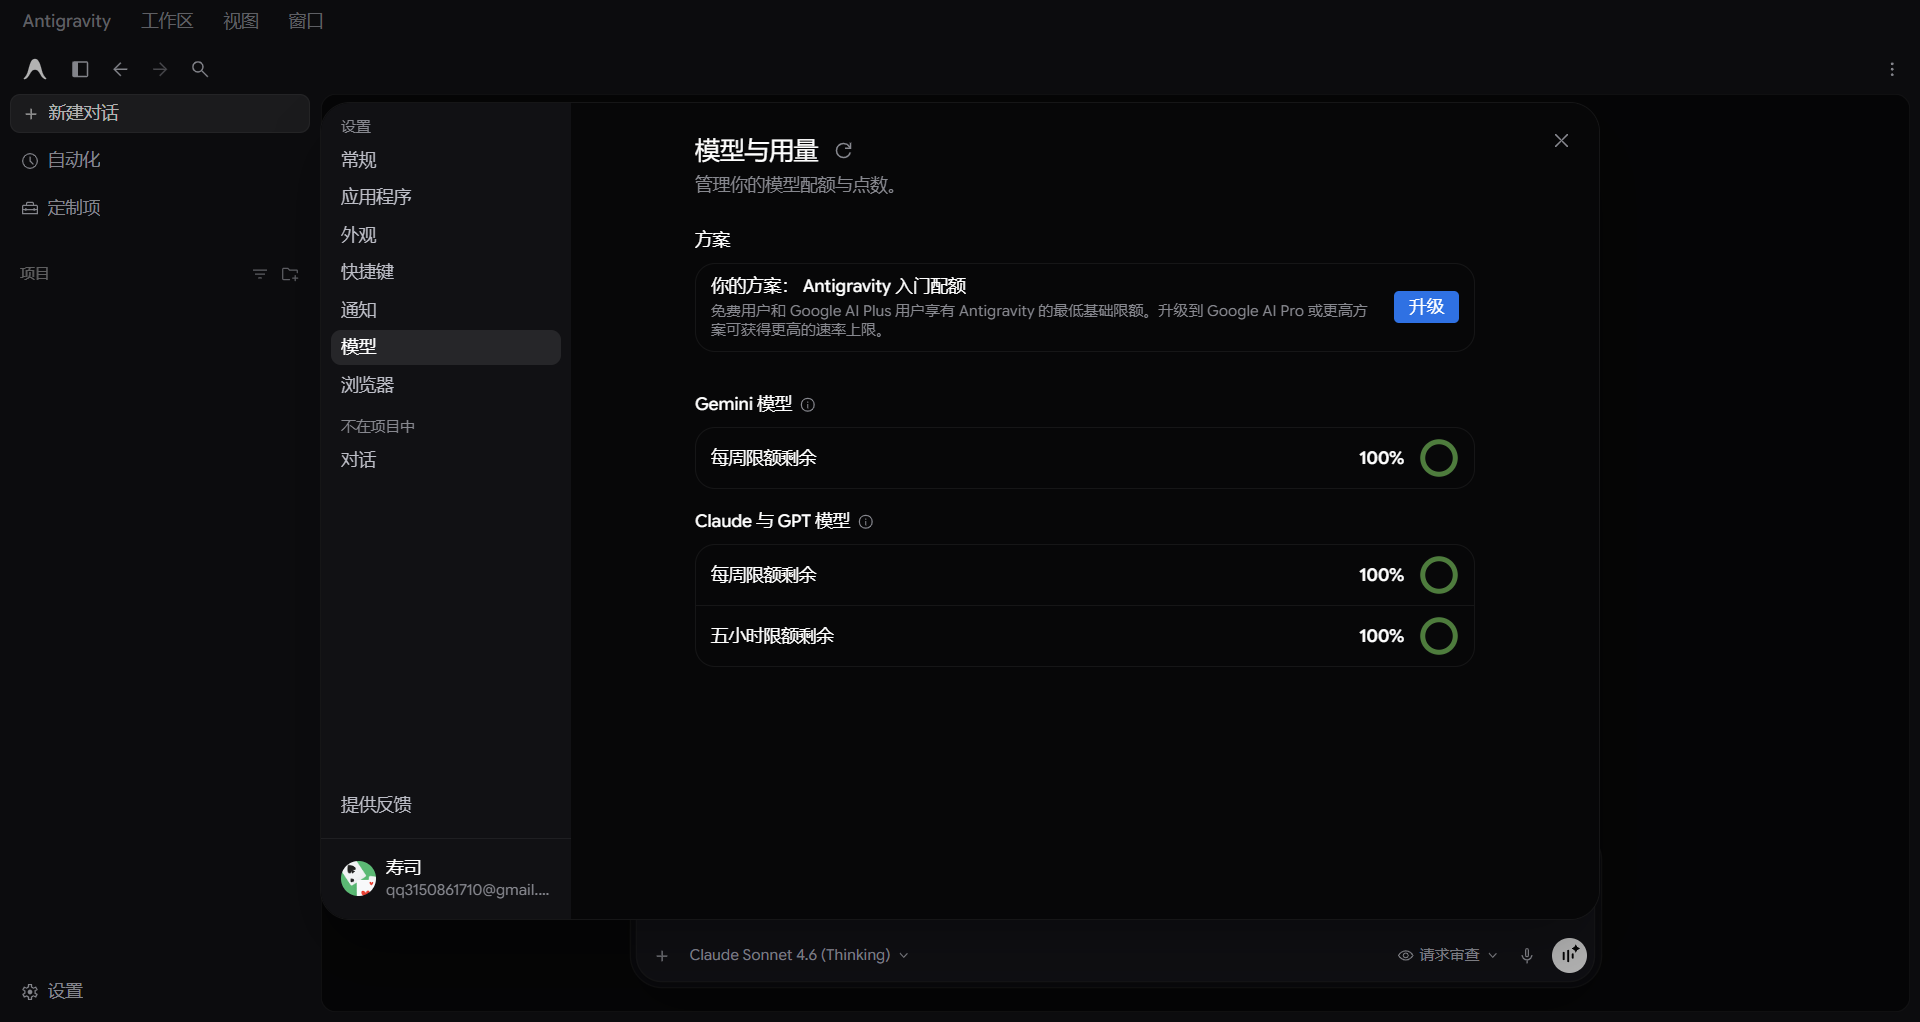 Antigravity 工作区 视图 窗口
新建对话
自动化
定制项
项目
设置
设置
常规
应用程序
外观
快捷键
通知
模型
浏览器
不在项目中
对话
提供反馈
寿司
qq3150861710@gmail....
模型与用量
管理你的模型配额与点数。
方案
你的方案： Antigravity 入门配额
免费用户和 Google AI Plus 用户享有 Antigravity 的最低基础限额。升级到 Google AI Pro 或更高方
案可获得更高的速率上限。
升级
Gemini 模型
每周限额剩余 100%
Claude 与 GPT 模型
每周限额剩余 100%
五小时限额剩余 100%
Claude Sonnet 4.6 (Thinking)
请求审查